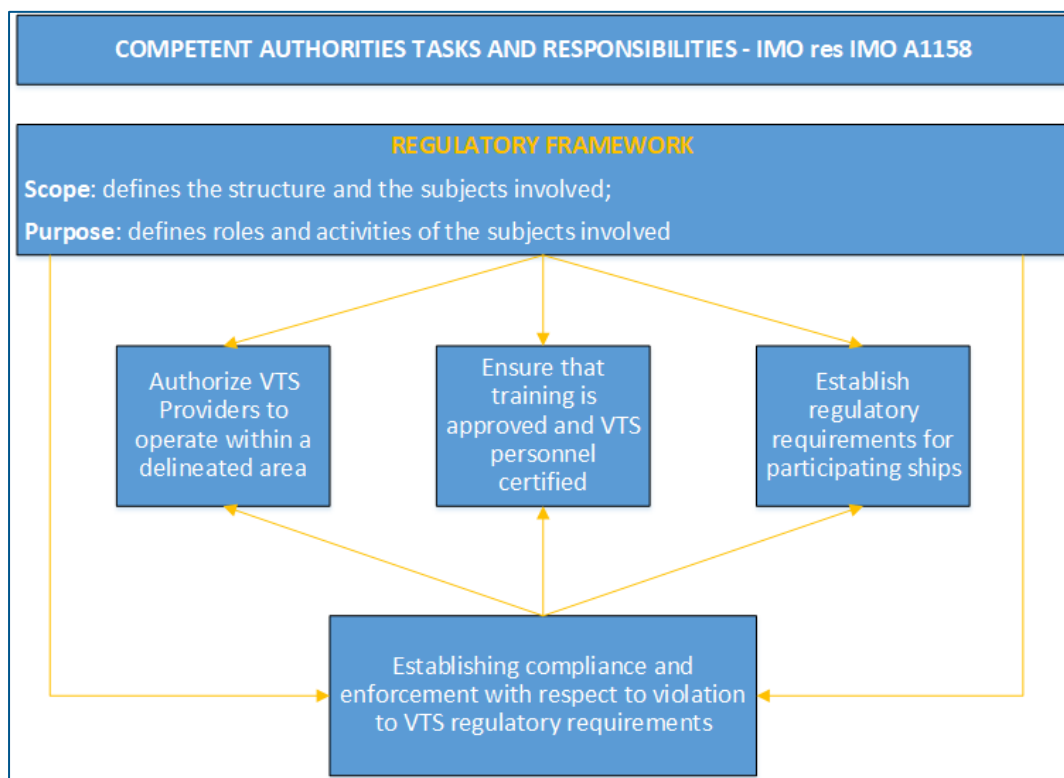 COMPETENT AUTHORITIES TASKS AND RESPONSIBILITIES - IMO res IMO A1158
REGULATORY FRAMEWORK
Scope: defines the structure and the subjects involved;
Purpose: defines roles and activities of the subjects involved
Authorize VTS
Providers to
operate within a
delineated area
Ensure that
training is
approved and VTS
personnel
certified
Establish
regulatory
requirements for
participating ships
Establishing compliance and
enforcement with respect to violation
to VTS regulatory requirements